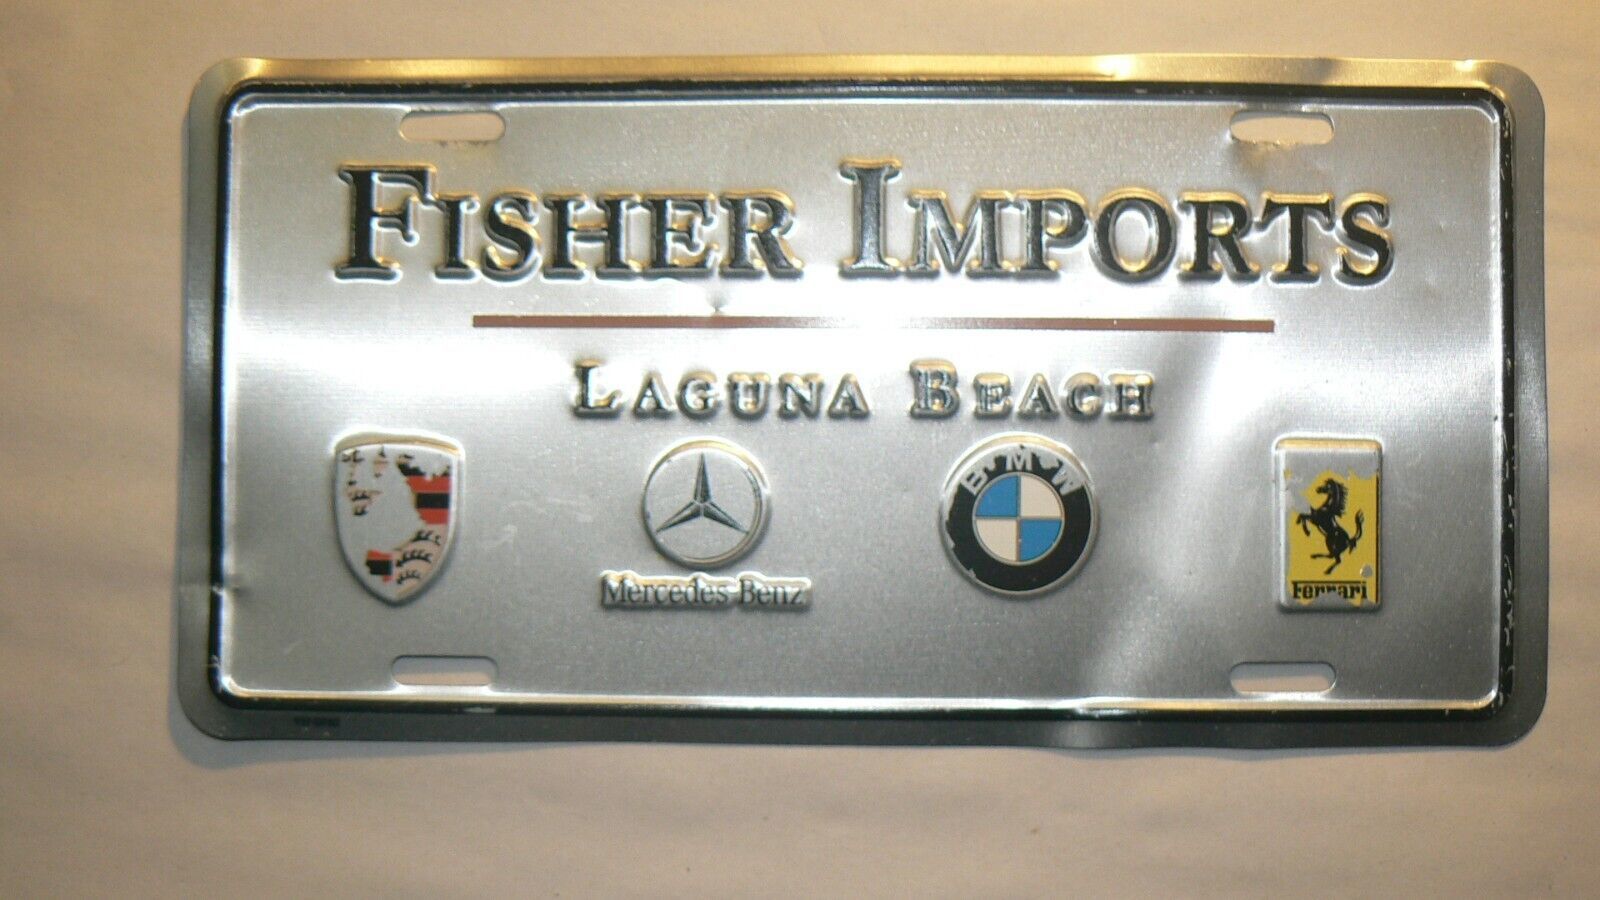 FISHER IMPORTS
LAGUNA BEACH
BMW
Mercedes-Benz
Ferrari